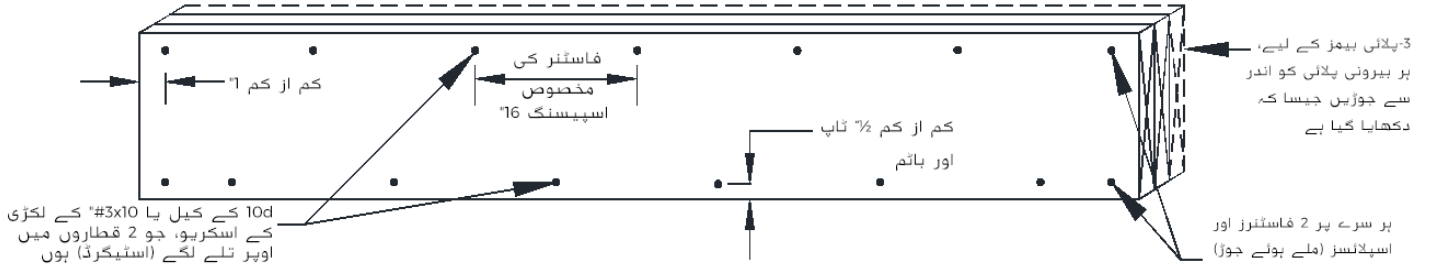 3-پلائی بیمز کے لیے،
ہر بیرونی پلائی کو اندر
سے جوڑیں جیسا کہ
دکھایا گیا ہے
فاسٹنر کی
مخصوص
اسپیسنگ 16"
کم از کم 1"
کم از کم ½" ٹاپ
اور باٹم
10d کے کیل یا 10x3#" کے لکڑی
کے اسکریو، جو 2 قطاروں میں
اوپر تلے لگے (اسٹیگرڈ) ہوں
ہر سرے پر 2 فاسٹنرز اور
اسپلائسز (ملے ہوئے جوڑ)